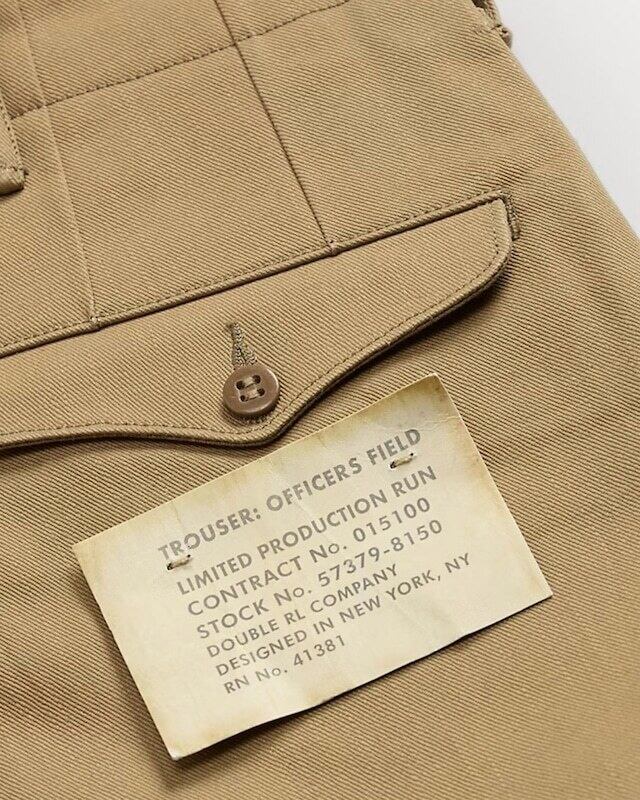 TROUSER: OFFICERS FIELD
LIMITED PRODUCTION RUN
CONTRACT No. 015100
STOCK No. 57379-8150
DOUBLE RL COMPANY
DESIGNED IN NEW YORK, NY
RN No. 41381